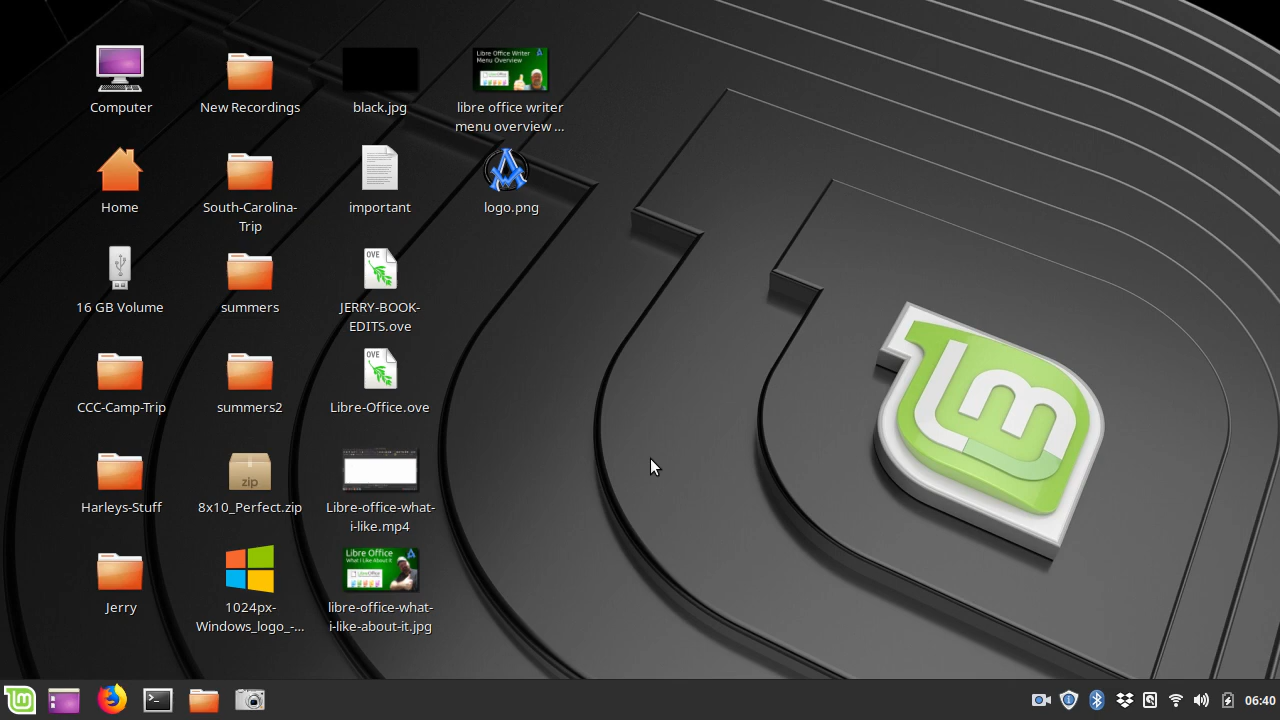 Computer
New Recordings
black.jpg
libre office writer
menu overview ...
Libre Office Writer
Menu Overview
Home
South-Carolina-
Trip
important
logo.png
16 GB Volume
summers
OVE
JERRY-BOOK-
EDITS.ove
CCC-Camp-Trip
summers2
OVE
Libre-Office.ove
Harleys-Stuff
zip
8x10_Perfect.zip
Libre-office-what-
i-like.mp4
Jerry
1024px-
Windows_logo_-...
Libre Office
What I Like About It
libre-office-what-
i-like-about-it.jpg
06:40